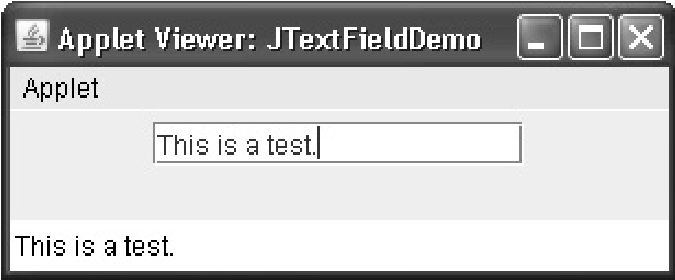 Applet Viewer: JTextFieldDemo
Applet
This is a test.
This is a test.